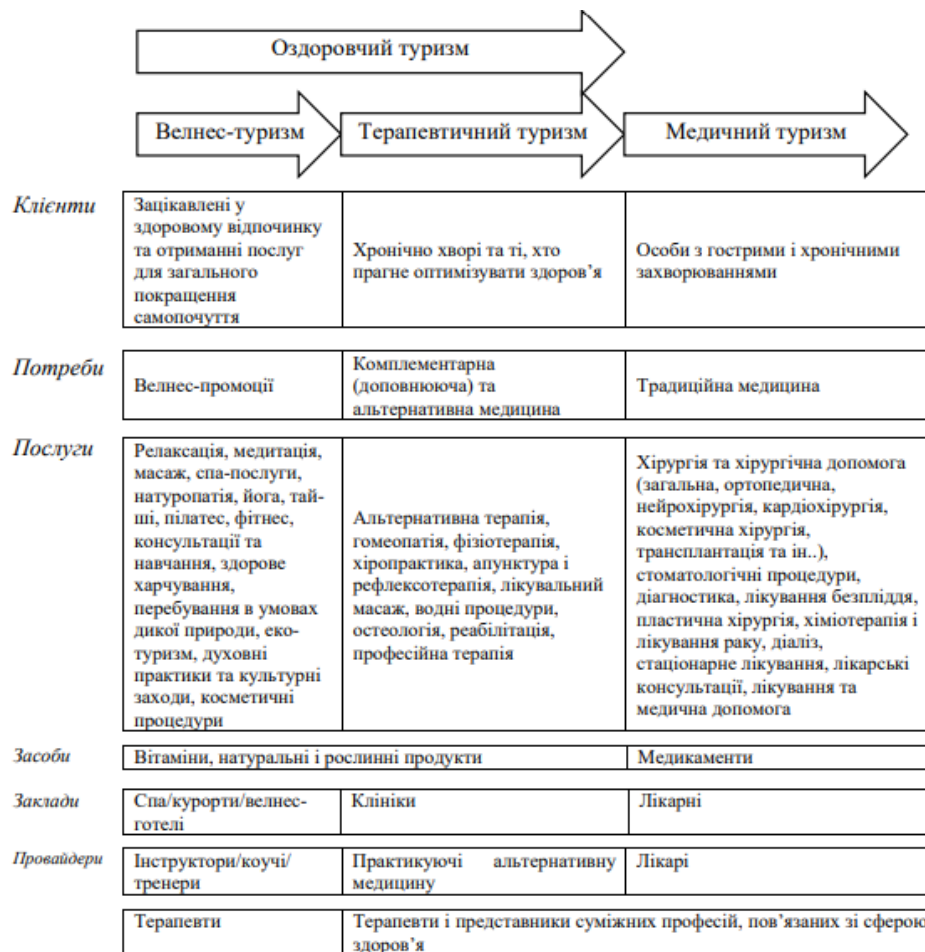 Оздоровчий туризм
Велнес-туризм
Терапевтичний туризм
Медичний туризм
Клієнти
Зацікавлені у
здоровому відпочинку
та отриманні послуг
для загального
покращення
самопочуття
Хронічно хворі та ті, хто
прагне оптимізувати здоров’я
Особи з гострими і хронічними
захворюваннями
Потреби
Велнес-промоції
Комплементарна
(доповнююча) та
альтернативна медицина
Традиційна медицина
Послуги
Релаксація, медитація,
масаж, спа-послуги,
натуропатія, йога, тай-
ші, пілатес, фітнес,
консультації та
навчання, здорове
харчування,
перебування в умовах
дикої природи, еко-
туризм, духовні
практики та культурні
заходи, косметичні
процедури
Альтернативна терапія,
гомеопатія, фізіотерапія,
хіропрактика, апунктура і
рефлексотерапія, лікувальний
масаж, водні процедури,
остеологія, реабілітація,
професійна терапія
Хірургія та хірургічна допомога
(загальна, ортопедична,
нейрохірургія, кардіохірургія,
косметична хірургія,
трансплантація та ін..),
стоматологічні процедури,
діагностика, лікування безпліддя,
пластична хірургія, хіміотерапія і
лікування раку, діаліз,
стаціонарне лікування, лікарські
консультації, лікування та
медична допомога
Засоби
Вітаміни, натуральні і рослинні продукти
Медикаменти
Заклади
Спа/курорти/велнес-
готелі
Клініки
Лікарні
Провайдери
Інструктори/коучі/
тренери
Практикуючі альтернативну
медицину
Лікарі
Терапевти
Терапевти і представники суміжних професій, пов’язаних зі сферою
здоров’я